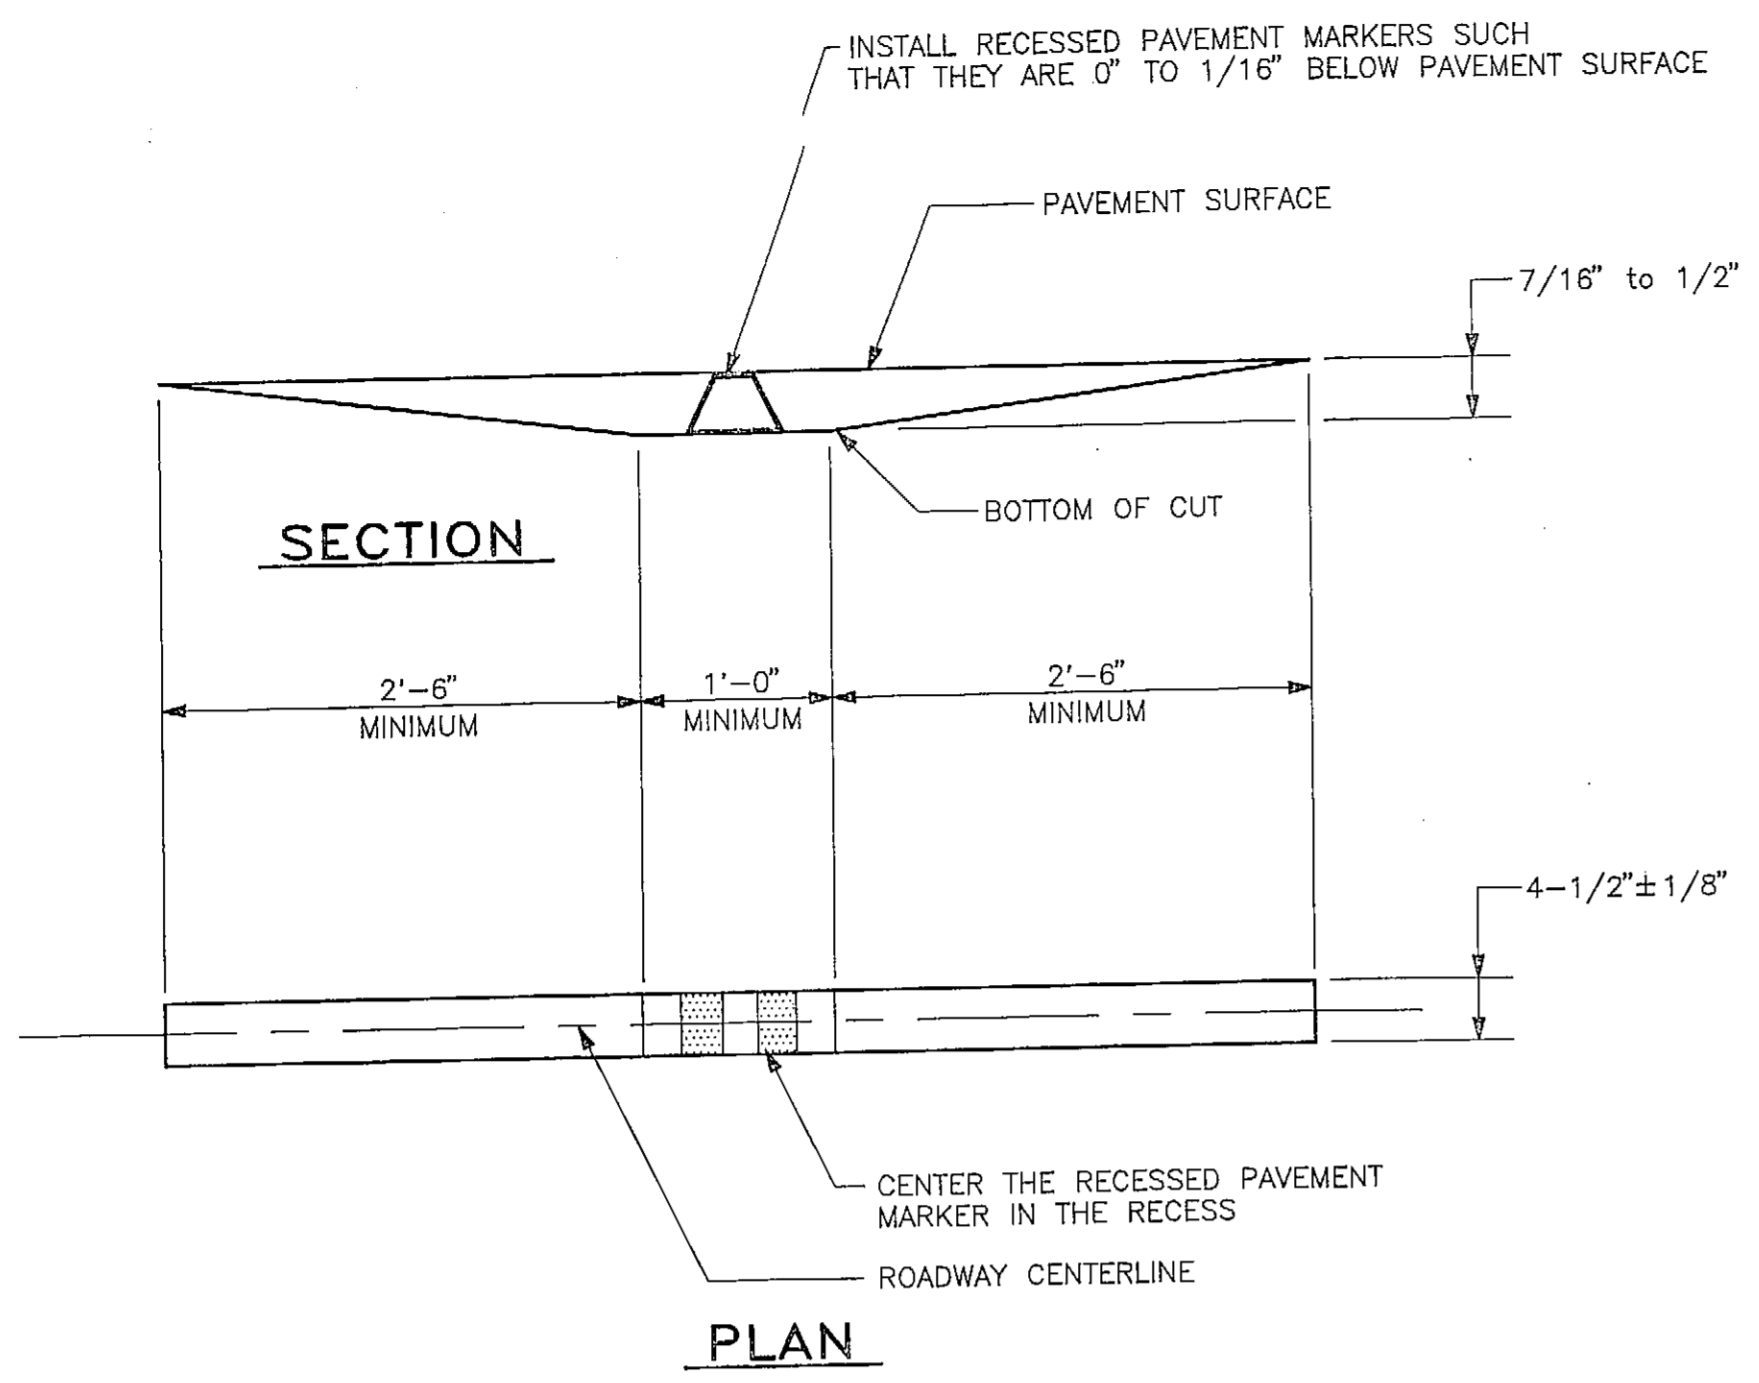 INSTALL RECESSED PAVEMENT MARKERS SUCH
THAT THEY ARE 0" TO 1/16" BELOW PAVEMENT SURFACE
PAVEMENT SURFACE
7/16" to 1/2"
BOTTOM OF CUT
SECTION
2'-6"
MINIMUM
1'-0"
MINIMUM
2'-6"
MINIMUM
4-1/2"±1/8"
CENTER THE RECESSED PAVEMENT
MARKER IN THE RECESS
ROADWAY CENTERLINE
PLAN